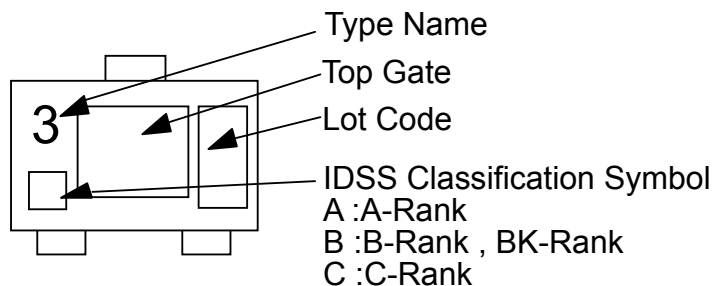 Type Name
3
Top Gate
Lot Code
IDSS Classification Symbol
A :A-Rank
B :B-Rank , BK-Rank
C :C-Rank